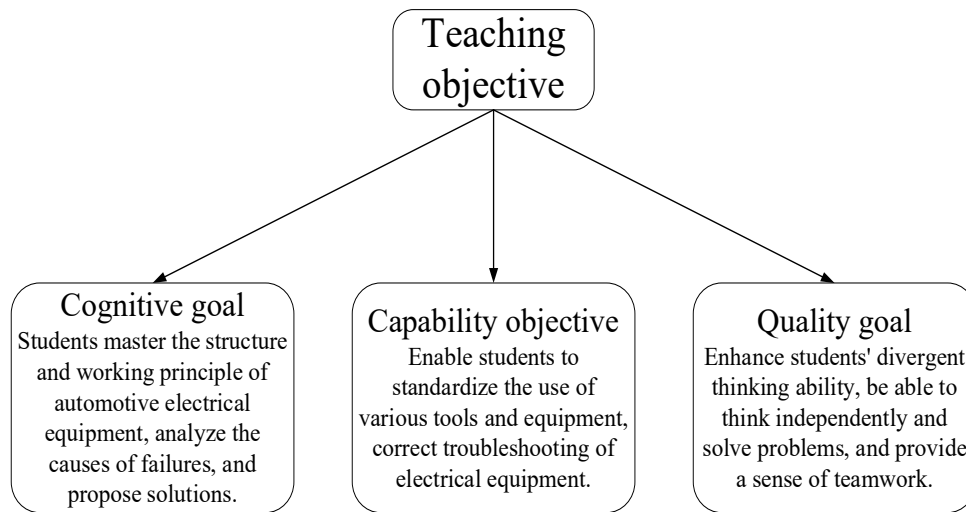 Teaching
objective
Cognitive goal
Students master the structure
and working principle of
automotive electrical
equipment, analyze the
causes of failures, and
propose solutions.
Capability objective
Enable students to
standardize the use of
various tools and equipment,
correct troubleshooting of
electrical equipment.
Quality goal
Enhance students' divergent
thinking ability, be able to
think independently and
solve problems, and provide
a sense of teamwork.